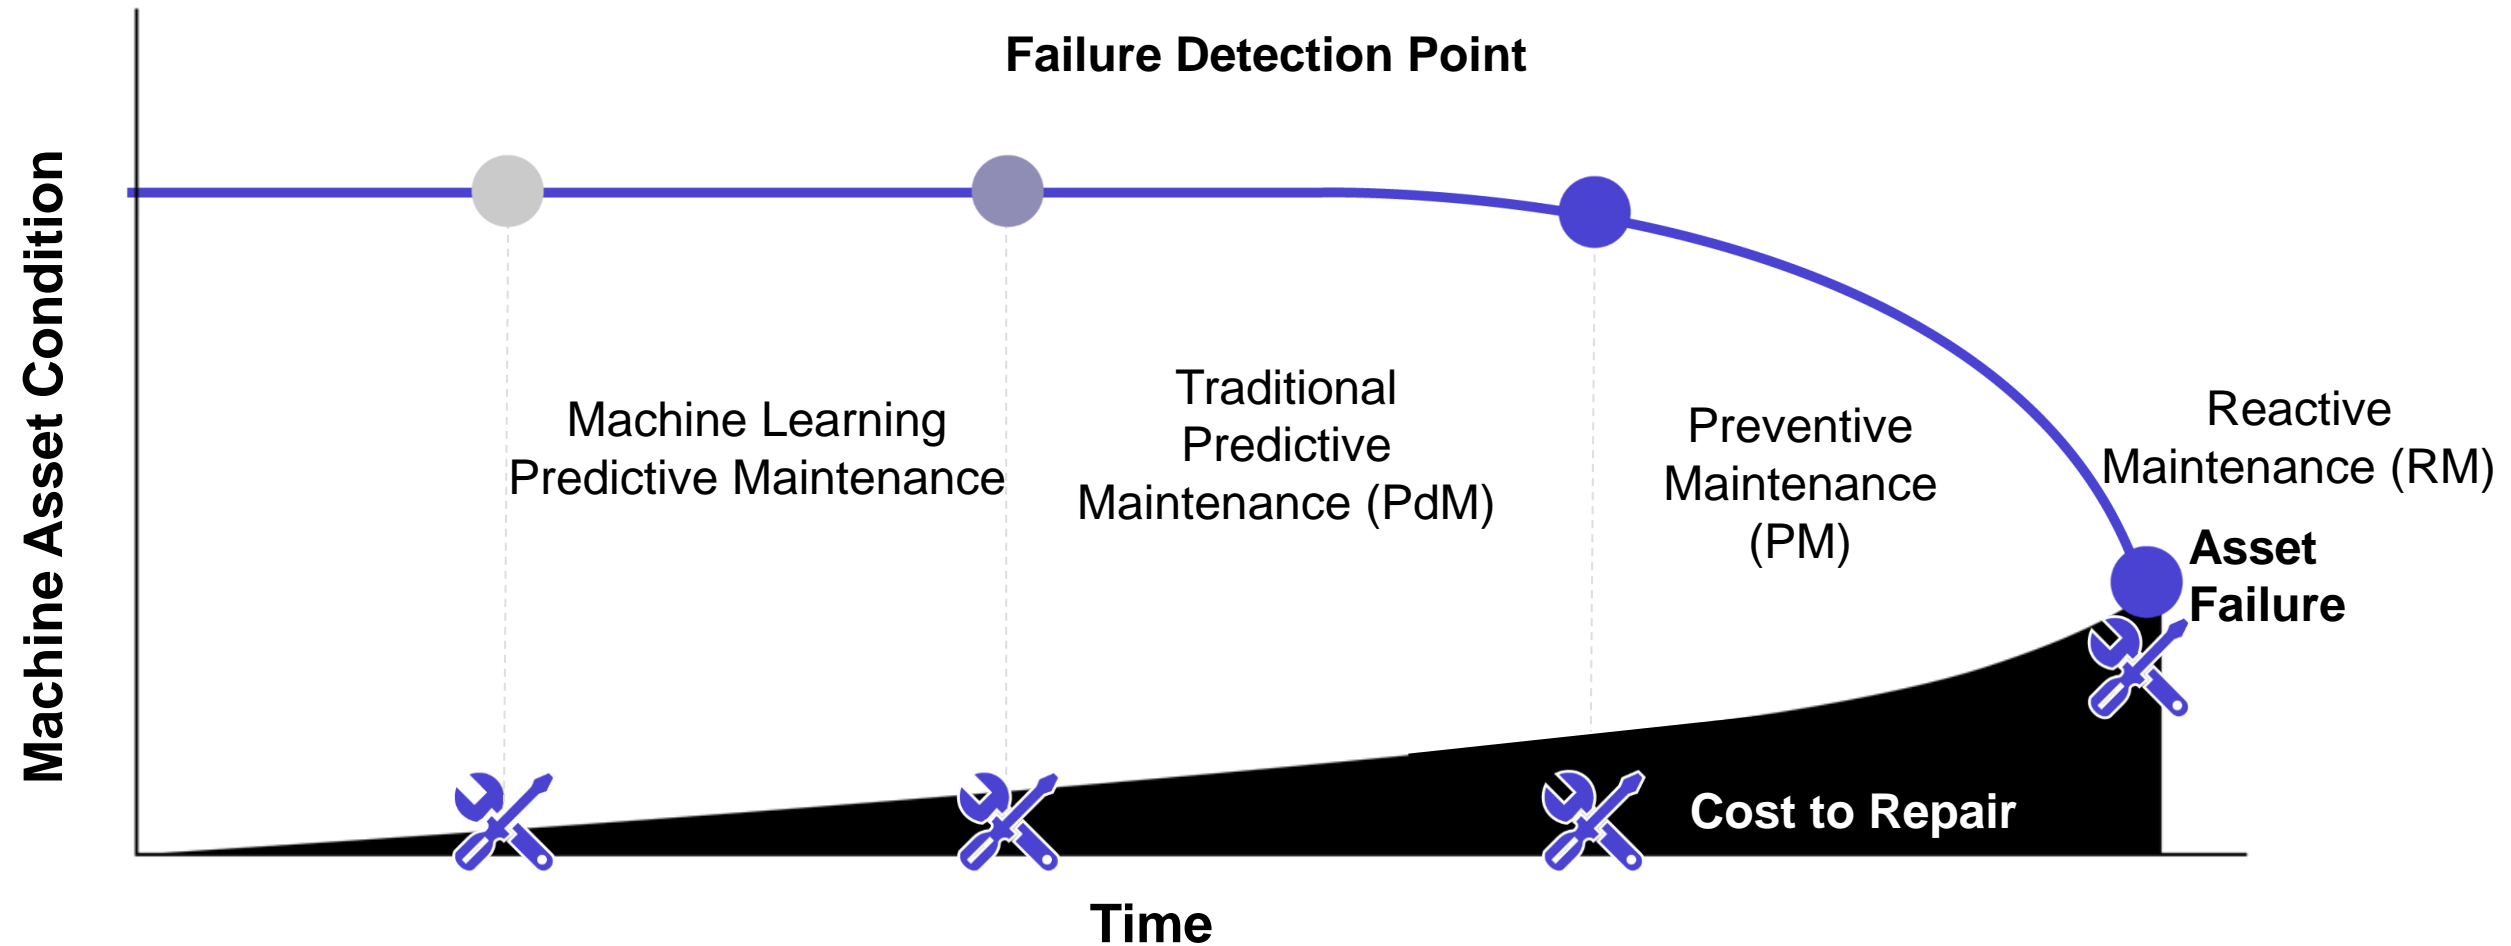 Failure Detection Point
Machine Asset Condition
Machine Learning
Predictive Maintenance
Traditional
Predictive
Maintenance (PdM)
Preventive
Maintenance
(PM)
Reactive
Maintenance (RM)
Asset
Failure
Cost to Repair
Time